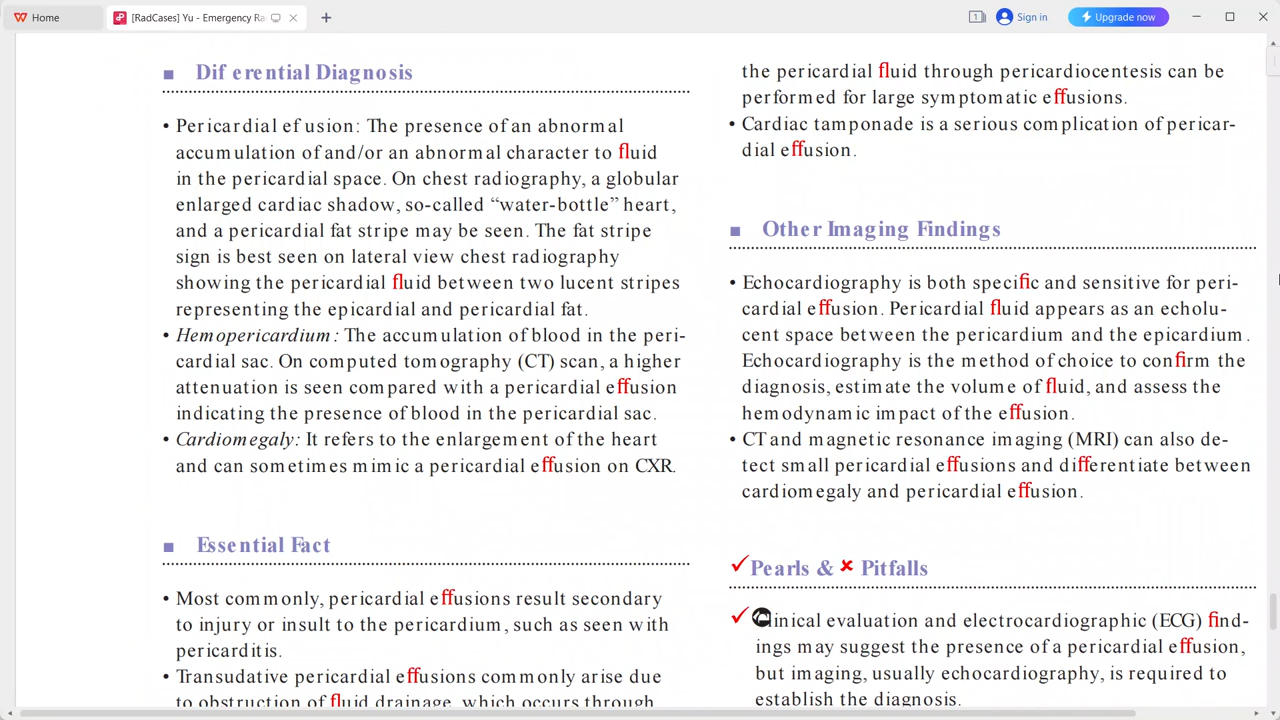 Home
[RadCases] Yu - Emergency Ra
1
Sign in
Upgrade now
Dif erential Diagnosis
• Pericardial ef usion: The presence of an abnormal
accumulation of and/or an abnormal character to fluid
in the pericardial space. On chest radiography, a globular
enlarged cardiac shadow, so-called “water-bottle” heart,
and a pericardial fat stripe may be seen. The fat stripe
sign is best seen on lateral view chest radiography
showing the pericardial fluid between two lucent stripes
representing the epicardial and pericardial fat.
• Hemopericardium: The accumulation of blood in the peri-
cardial sac. On computed tomography (CT) scan, a higher
attenuation is seen compared with a pericardial effusion
indicating the presence of blood in the pericardial sac.
• Cardiomegaly: It refers to the enlargement of the heart
and can sometimes mimic a pericardial effusion on CXR.
Essential Fact
• Most commonly, pericardial effusions result secondary
to injury or insult to the pericardium, such as seen with
pericarditis.
• Transudative pericardial effusions commonly arise due
to obstruction of fluid drainage, which occurs through
the pericardial fluid through pericardiocentesis can be
performed for large symptomatic effusions.
• Cardiac tamponade is a serious complication of pericar-
dial effusion.
Other Imaging Findings
• Echocardiography is both specific and sensitive for peri-
cardial effusion. Pericardial fluid appears as an echolu-
cent space between the pericardium and the epicardium.
Echocardiography is the method of choice to confirm the
diagnosis, estimate the volume of fluid, and assess the
hemodynamic impact of the effusion.
• CT and magnetic resonance imaging (MRI) can also de-
tect small pericardial effusions and differentiate between
cardiomegaly and pericardial effusion.
✓Pearls & ✘ Pitfalls
✓ Clinical evaluation and electrocardiographic (ECG) find-
ings may suggest the presence of a pericardial effusion,
but imaging, usually echocardiography, is required to
establish the diagnosis.